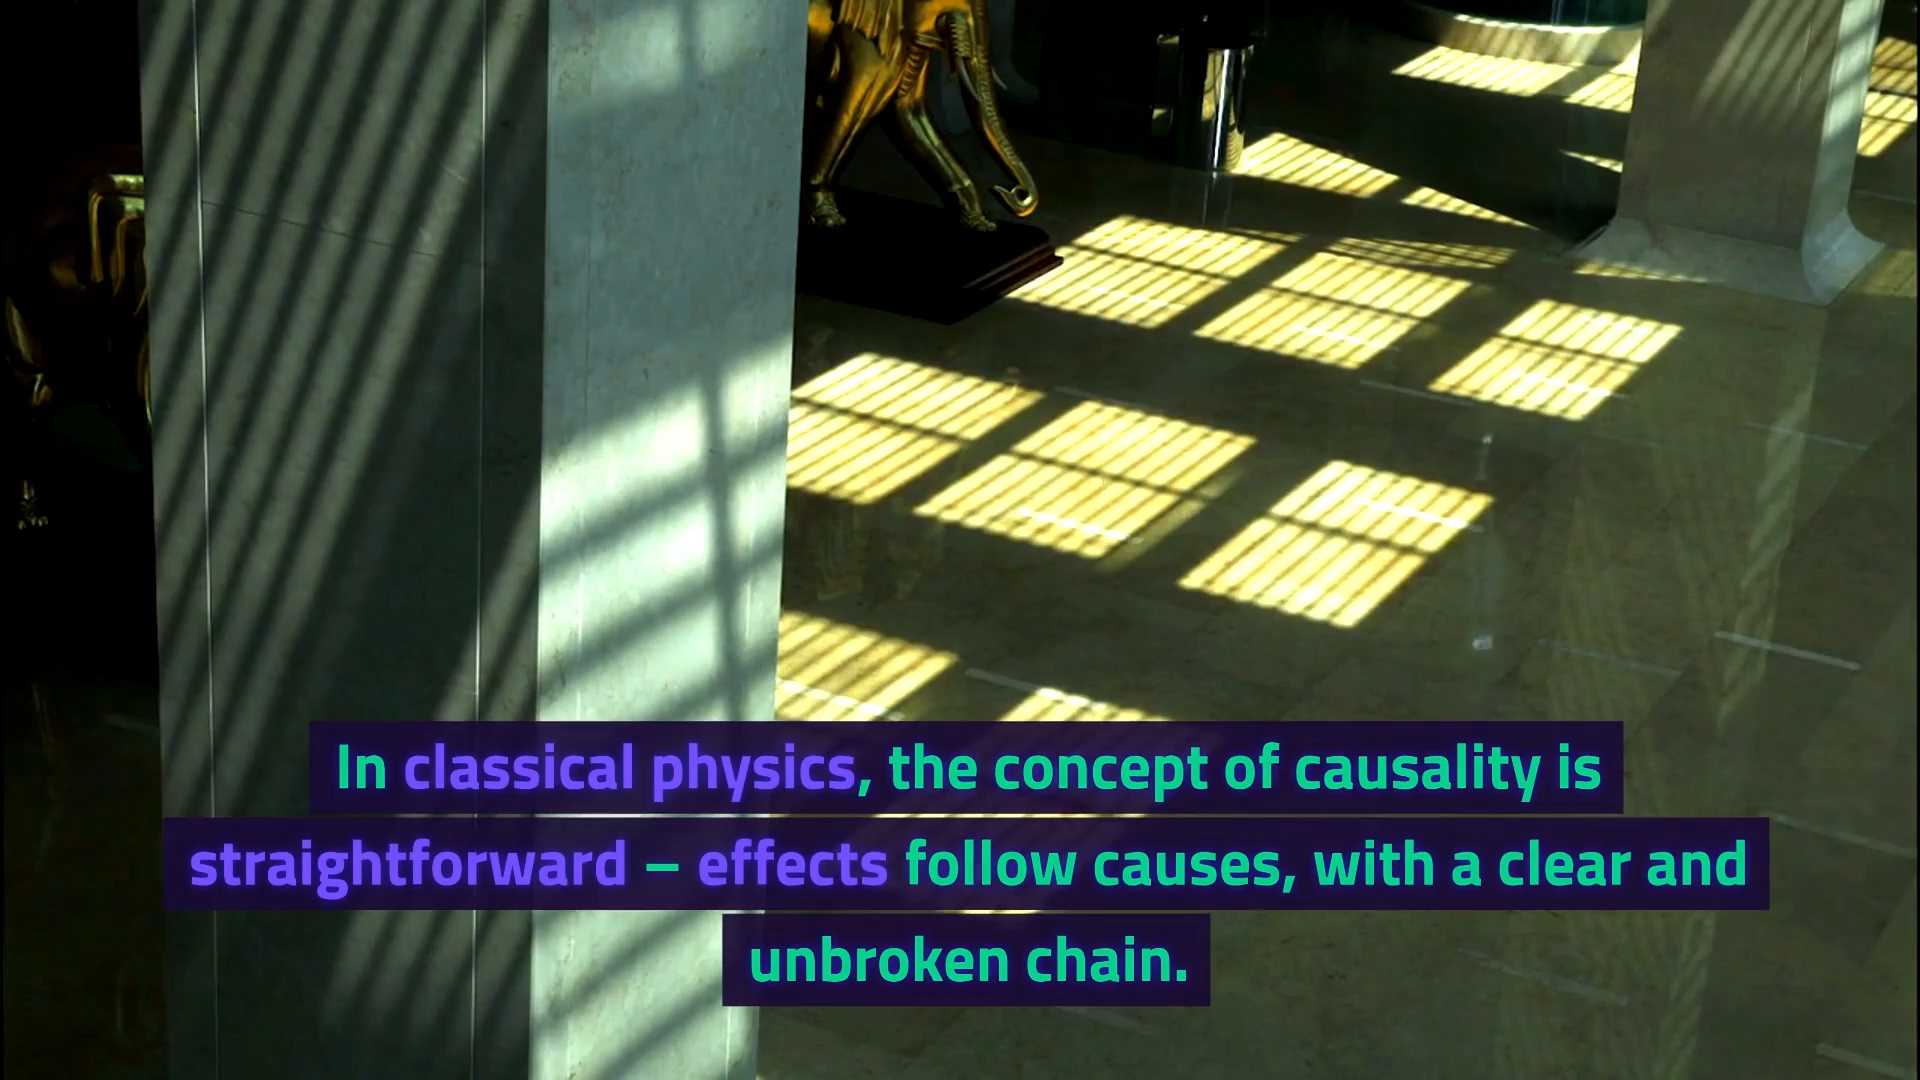 In classical physics, the concept of causality is
straightforward – effects follow causes, with a clear and
unbroken chain.